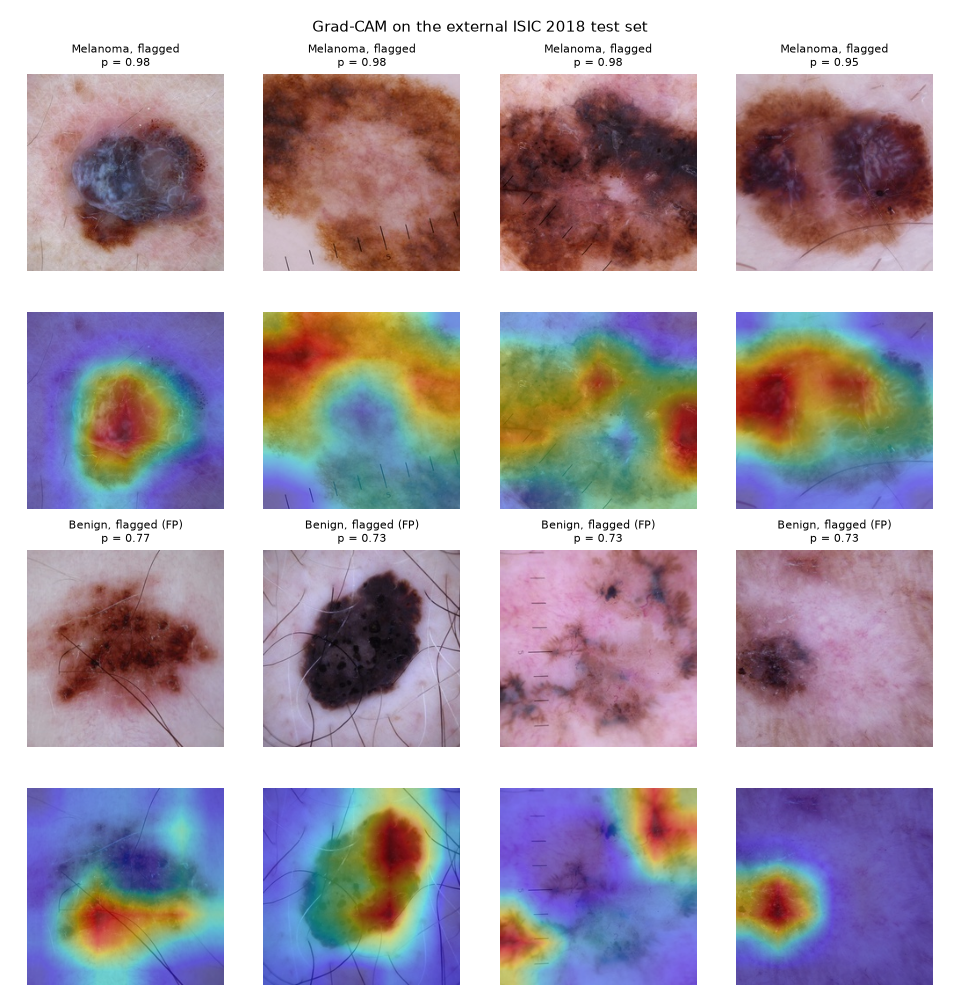 Grad-CAM on the external ISIC 2018 test set
Melanoma, flagged
p = 0.98
Melanoma, flagged
p = 0.98
Melanoma, flagged
p = 0.98
Melanoma, flagged
p = 0.95
Benign, flagged (FP)
p = 0.77
Benign, flagged (FP)
p = 0.73
Benign, flagged (FP)
p = 0.73
Benign, flagged (FP)
p = 0.73